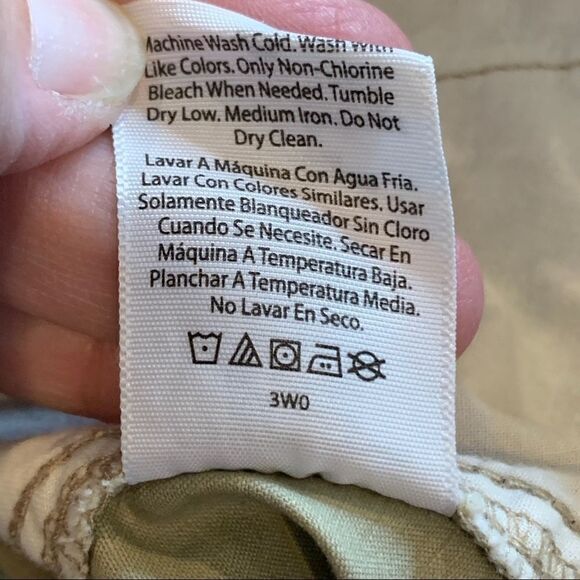 Machine Wash Cold. Wash With
Like Colors. Only Non-Chlorine
Bleach When Needed. Tumble
Dry Low. Medium Iron. Do Not
Dry Clean.
Lavar A Máquina Con Agua Fria.
Lavar Con Colores Similares. Usar
Solamente Blanqueador Sin Cloro
Cuando Se Necesite. Secar En
Máquina A Temperatura Baja.
Planchar A Temperatura Media.
No Lavar En Seco.
3W0